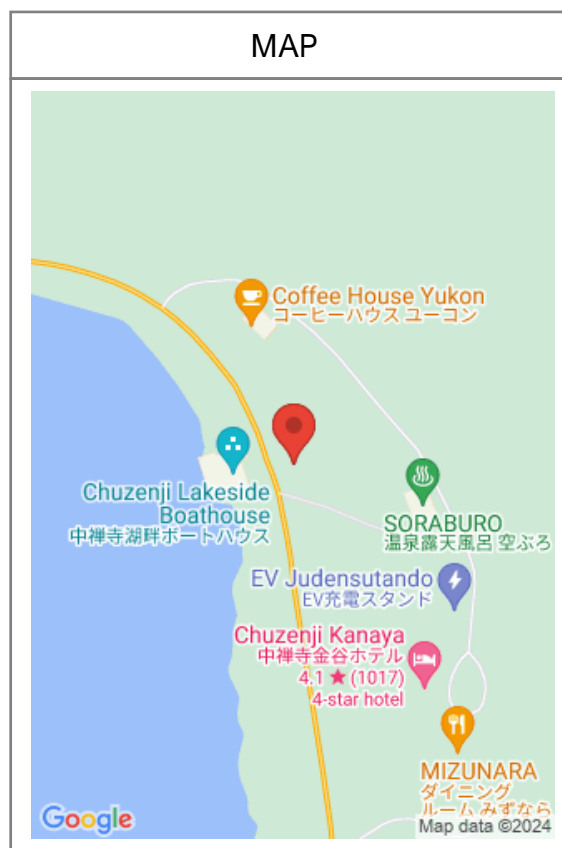 MAP
Coffee House Yukon
コーヒーハウス ユーコン
Chuzenji Lakeside
Boathouse
中禅寺湖畔ボートハウス
SORABURO
温泉露天風呂 空ぶろ
EV Judensutando
EV充電スタンド
Chuzenji Kanaya
中禅寺金谷ホテル
4.1 ★ (1017)
4-star hotel
MIZUNARA
ダイニング
ルーム みずなら
Google
Map data ©2024